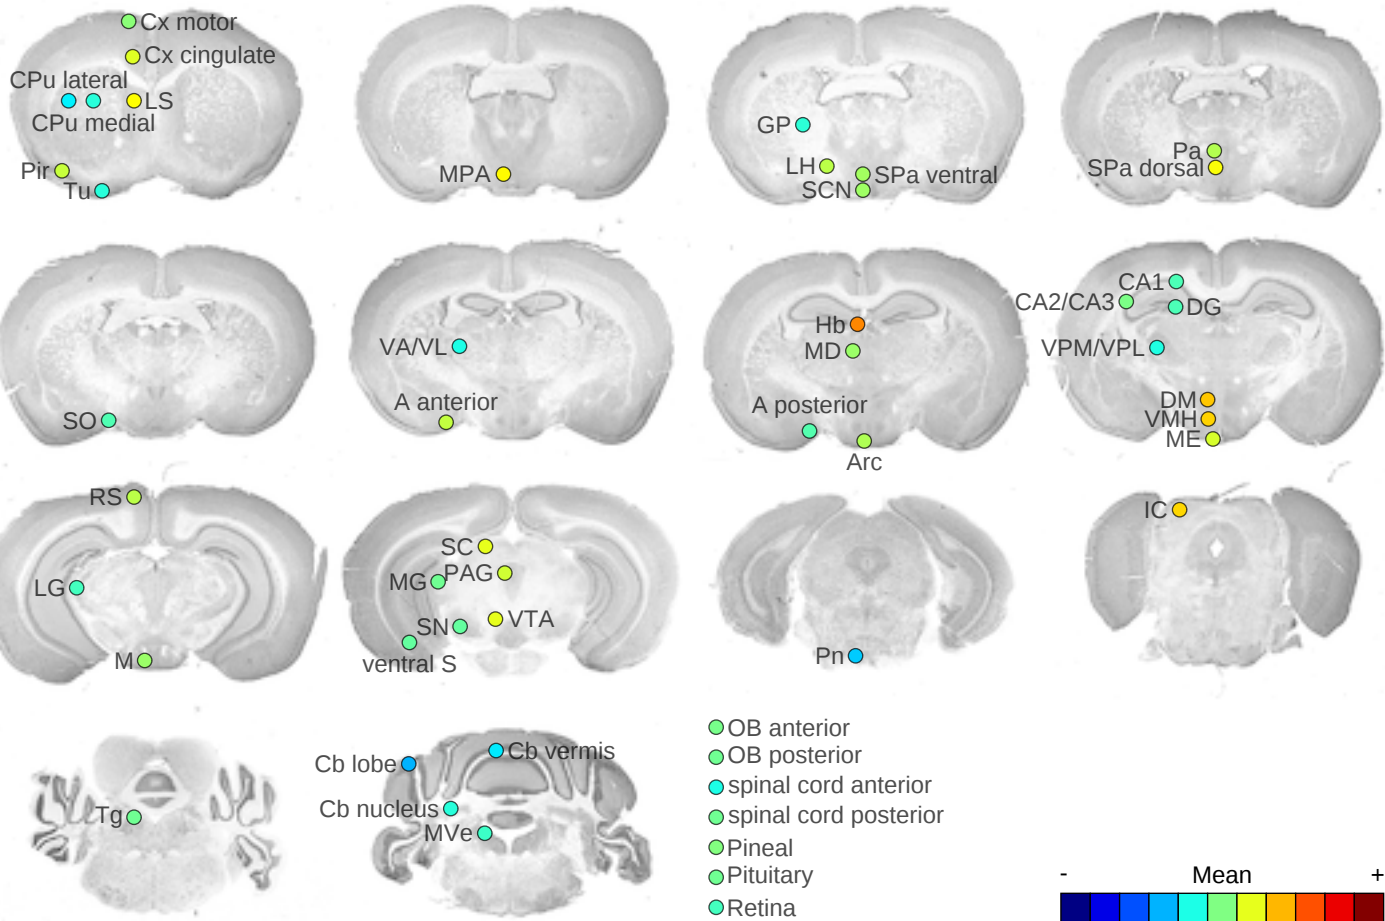 Cx motor
Cx cingulate
CPu lateral
LS
CPu medial
Pir
Tu
MPA
GP
LH
SPa ventral
SCN
Pa
SPa dorsal
SO
VA/VL
A anterior
Hb
MD
A posterior
Arc
CA1
CA2/CA3
DG
VPM/VPL
DM
VMH
ME
RS
LG
M
SC
PAG
MG
VTA
SN
ventral S
Pn
IC
Tg
Cb vermis
Cb lobe
Cb nucleus
MVe
OB anterior
OB posterior
spinal cord anterior
spinal cord posterior
Pineal
Pituitary
Retina
- Mean +